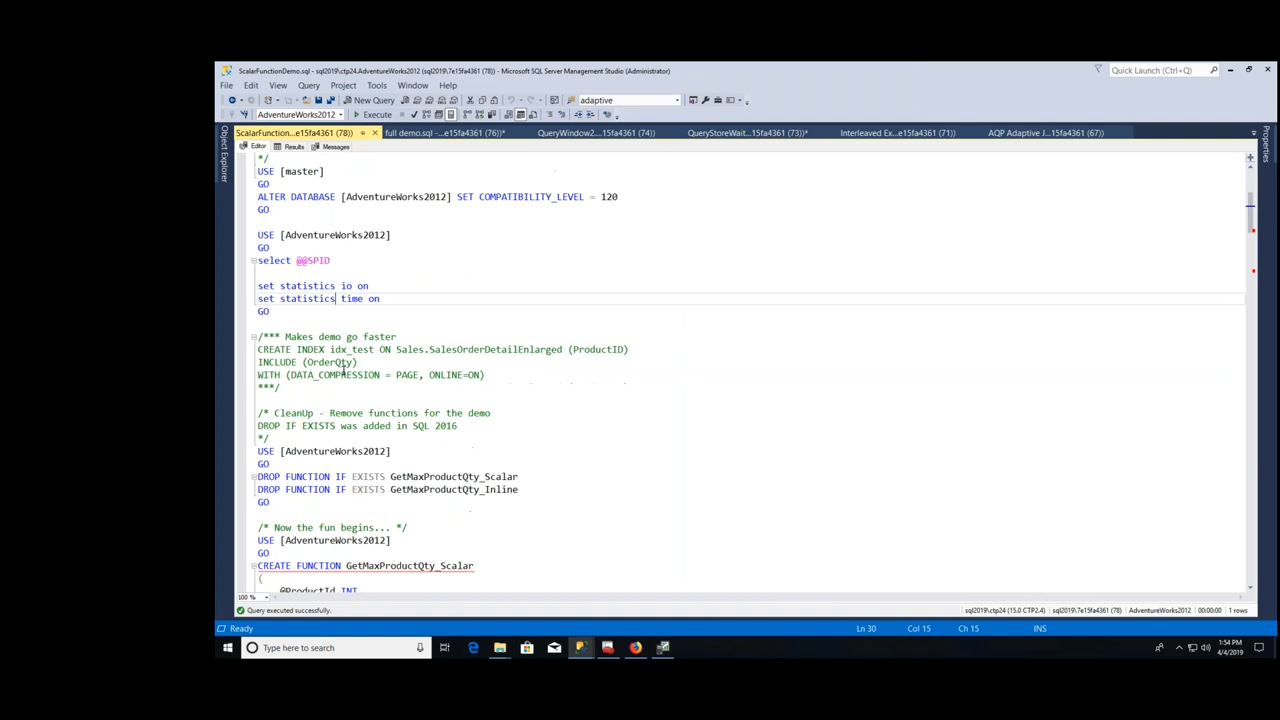 ScalarFunctionDemo.sql - sql2019\ctp24.AdventureWorks2012 (sql2019\7e15fa4361 (78)) - Microsoft SQL Server Management Studio (Administrator)
Quick Launch (Ctrl+Q)
File Edit View Query Project Tools Window Help
New Query
adaptive
AdventureWorks2012
Execute
ScalarFunction...e15fa4361 (78))
full demo.sql - ...e15fa4361 (76))*
QueryWindow2....15fa4361 (74))
QueryStoreWait...15fa4361 (73))*
Interleaved Ex...15fa4361 (71))
AQP Adaptive J...15fa4361 (67))
Object Explorer
Properties
Editor Results Messages
*/
USE [master]
GO
ALTER DATABASE [AdventureWorks2012] SET COMPATIBILITY_LEVEL = 120
GO
USE [AdventureWorks2012]
GO
select @@SPID
set statistics io on
set statistics time on
GO
/*** Makes demo go faster
CREATE INDEX idx_test ON Sales.SalesOrderDetailEnlarged (ProductID)
INCLUDE (OrderQty)
WITH (DATA_COMPRESSION = PAGE, ONLINE=ON)
***/
/* CleanUp - Remove functions for the demo
DROP IF EXISTS was added in SQL 2016
*/
USE [AdventureWorks2012]
GO
DROP FUNCTION IF EXISTS GetMaxProductQty_Scalar
DROP FUNCTION IF EXISTS GetMaxProductQty_Inline
GO
/* Now the fun begins... */
USE [AdventureWorks2012]
GO
CREATE FUNCTION GetMaxProductQty_Scalar
(
@ProductId INT
100 %
Query executed successfully.
sql2019\ctp24 (15.0 CTP2.4) sql2019\7e15fa4361 (78) AdventureWorks2012 00:00:00 1 rows
Ready
Ln 30 Col 15 Ch 15 INS
Type here to search
1:54 PM
4/4/2019